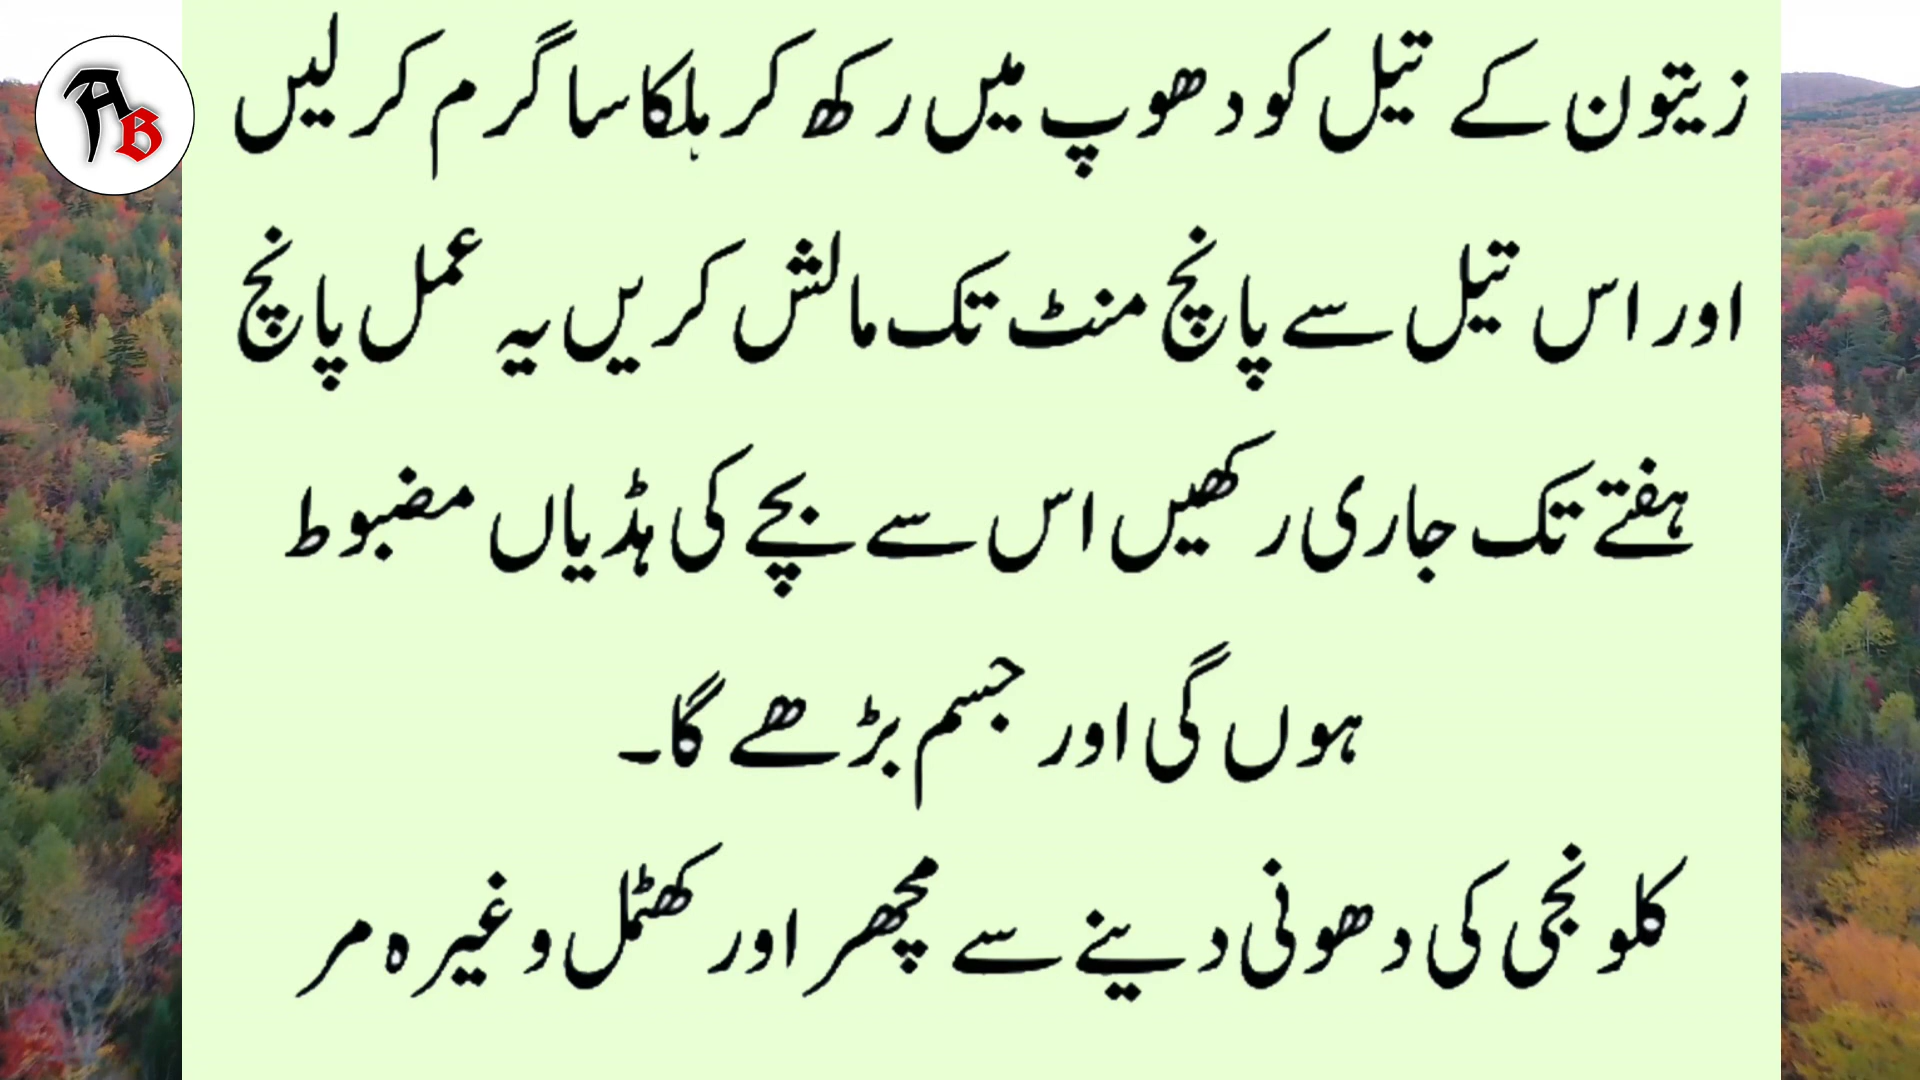 AB
زیتون کے تیل کو دھوپ میں رکھ کر ہلکا سا گرم کر لیں
اور اس تیل سے پانچ منٹ تک مالش کریں یہ عمل پانچ
ہفتے تک جاری رکھیں اس سے بچے کی ہڈیاں مضبوط
ہوں گی اور جسم بڑھے گا۔
کلونجی کی دھونی دینے سے مچھر اور کھٹمل وغیرہ مر